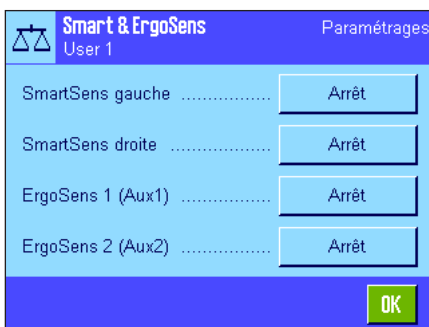 Smart & ErgoSens Paramétrages
User 1
SmartSens gauche ................ Arrêt
SmartSens droite ................. Arrêt
ErgoSens 1 (Aux1) ................ Arrêt
ErgoSens 2 (Aux2) ................ Arrêt
OK